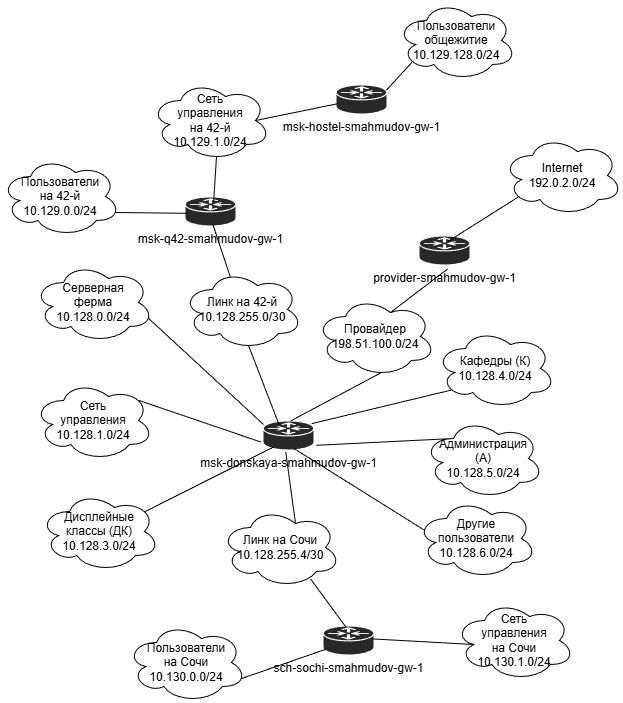 Пользователи
общежитие
10.129.128.0/24
Сеть
управления
на 42-й
10.129.1.0/24
msk-hostel-smahmudov-gw-1
Internet
192.0.2.0/24
Пользователи
на 42-й
10.129.0.0/24
msk-q42-smahmudov-gw-1
provider-smahmudov-gw-1
Серверная
ферма
10.128.0.0/24
Линк на 42-й
10.128.255.0/30
Провайдер
198.51.100.0/24
Кафедры (К)
10.128.4.0/24
Сеть
управления
10.128.1.0/24
msk-donskaya-smahmudov-gw-1
Администрация
(А)
10.128.5.0/24
Дисплейные
классы (ДК)
10.128.3.0/24
Линк на Сочи
10.128.255.4/30
Другие
пользователи
10.128.6.0/24
Пользователи
на Сочи
10.130.0.0/24
sch-sochi-smahmudov-gw-1
Сеть
управления
на Сочи
10.130.1.0/24